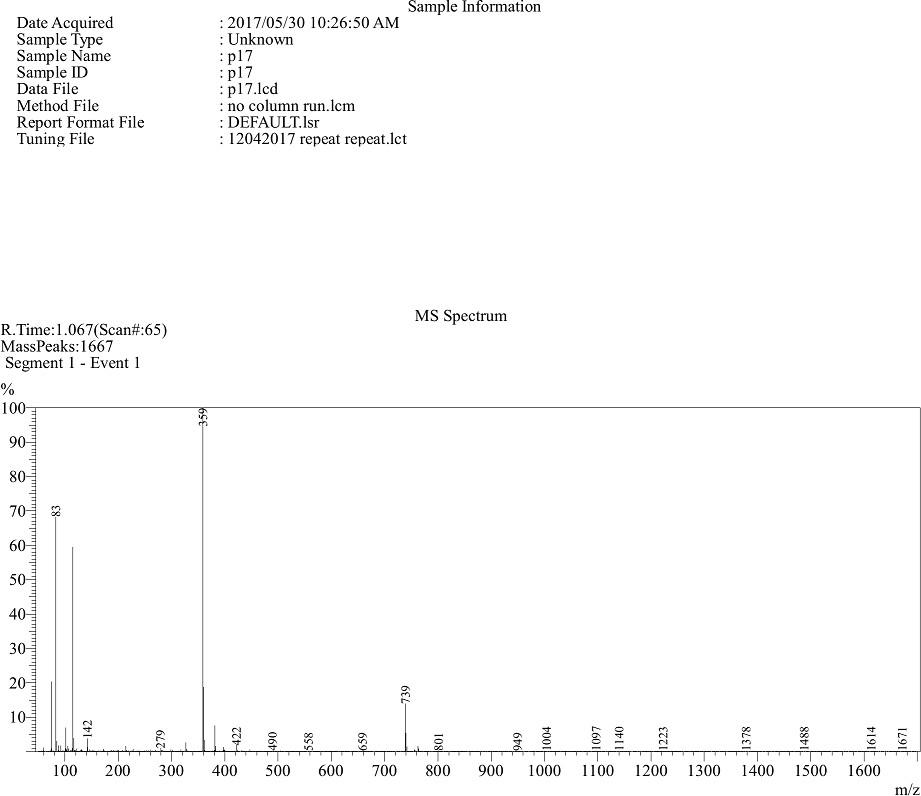 Sample Information
Date Acquired : 2017/05/30 10:26:50 AM
Sample Type : Unknown
Sample Name : p17
Sample ID : p17
Data File : p17.lcd
Method File : no column run.lcm
Report Format File : DEFAULT.lsr
Tuning File : 12042017 repeat repeat.lct
MS Spectrum
R.Time:1.067(Scan#:65)
MassPeaks:1667
Segment 1 - Event 1
%
100
90
80
70
60
50
40
30
20
10
83
142
279
359
422
490
558
659
739
801
949
1004
1097
1140
1223
1378
1488
1614
1671
100 200 300 400 500 600 700 800 900 1000 1100 1200 1300 1400 1500 1600
m/z